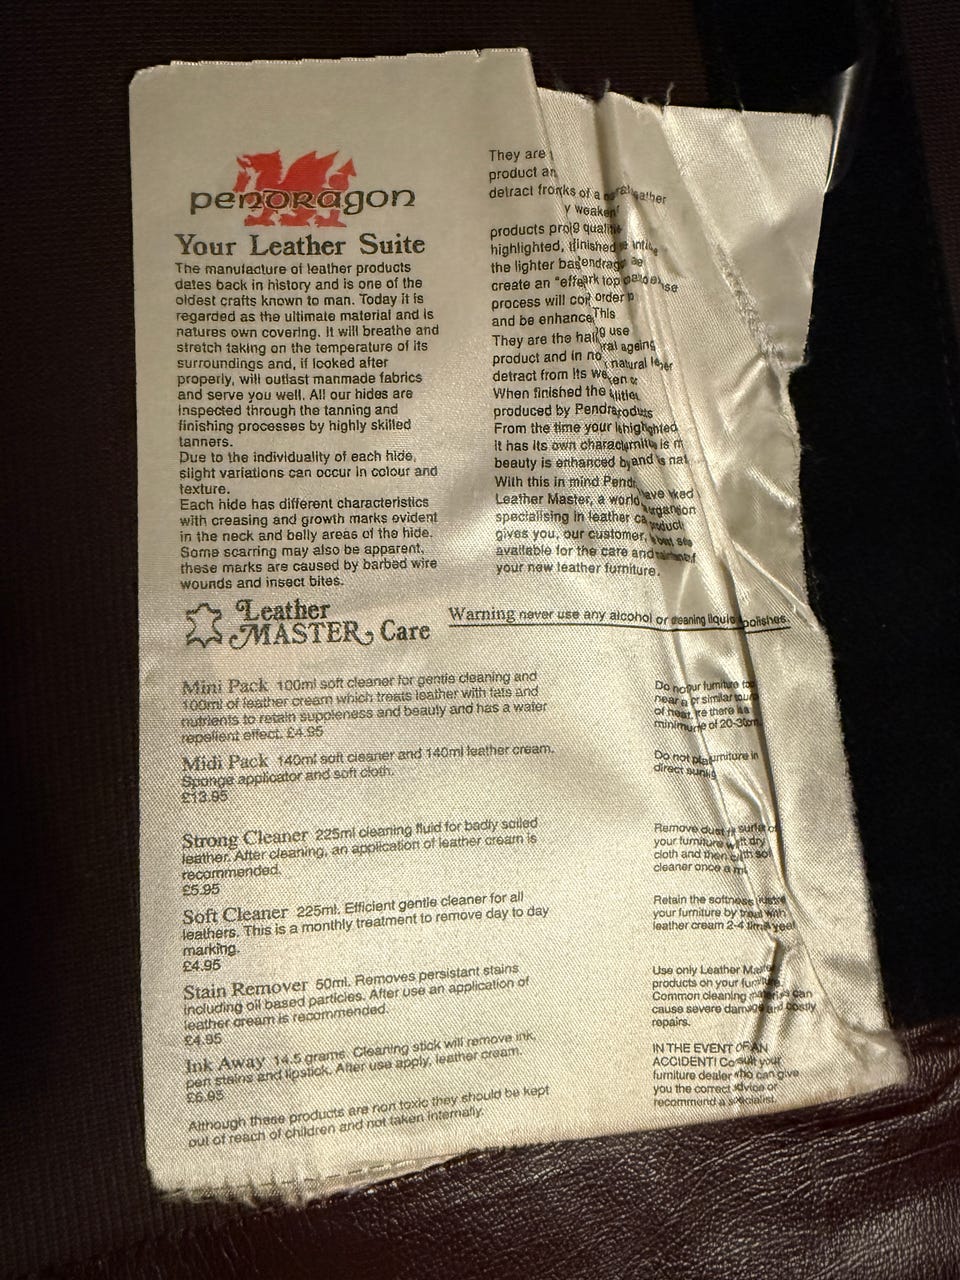 pendragon
Your Leather Suite
The manufacture of leather products
dates back in history and is one of the
oldest crafts known to man. Today it is
regarded as the ultimate material and is
natures own covering. It will breathe and
stretch taking on the temperature of its
surroundings and, if looked after
properly, will outlast manmade fabrics
and serve you well. All our hides are
inspected through the tanning and
finishing processes by highly skilled
tanners.
Due to the individuality of each hide,
slight variations can occur in colour and
texture.
Each hide has different characteristics
with creasing and growth marks evident
in the neck and belly areas of the hide.
Some scarring may also be apparent,
these marks are caused by barbed wire
wounds and insect bites.
They are
product
detract
products
highlighted,
the lighter
create an
process will
and be
They are the
product and in no
detract from its
When finished the
produced by
From the time your
it has its own
beauty is enhanced
With this in mind
Leather Master, a world
specialising in leather
gives you, our customer,
available for the care and
your new leather furniture.
Leather
MASTER Care
Warning never use any alcohol or cleaning liquid polishes.
Mini Pack 100ml soft cleaner for gentle cleaning and
100ml of leather cream which treats leather with fats and
nutrients to retain suppleness and beauty and has a water
repellent effect. £4.95
Midi Pack 140ml soft cleaner and 140ml leather cream.
Sponge applicator and soft cloth.
£13.95
Strong Cleaner 225ml cleaning fluid for badly soiled
leather. After cleaning, an application of leather cream is
recommended.
£5.95
Soft Cleaner 225ml. Efficient gentle cleaner for all
leathers. This is a monthly treatment to remove day to day
marking.
£4.95
Stain Remover 50ml. Removes persistant stains
including oil based particles. After use an application of
leather cream is recommended.
£4.95
Ink Away 14.5 grams. Cleaning stick will remove ink,
pen stains and lipstick. After use apply, leather cream.
£6.95
Although these products are non toxic they should be kept
out of reach of children and not taken internally.
Do furniture
near similar
of heat, there is a
of 20-30cm
Do not furniture in
direct
Remove dust
your furniture dry
cloth and then
cleaner once a
Retain the softness
your furniture by with
leather cream 2-4
Use only Leather
products on your
Common cleaning materials can
cause severe damage and costly
repairs.
IN THE EVENT OF AN
ACCIDENT! Consult your
furniture dealer who can give
you the correct advice or
recommend a specialist.